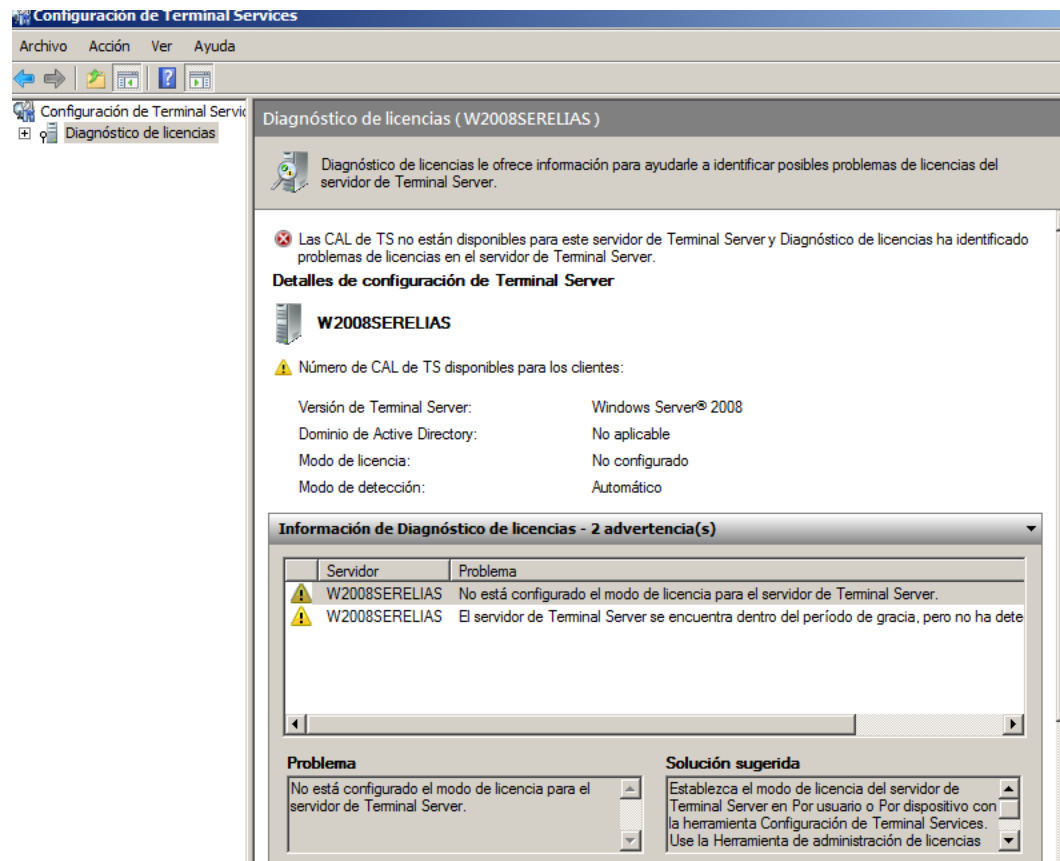 Configuración de Terminal Services
Archivo Acción Ver Ayuda
Configuración de Terminal Servic
Diagnóstico de licencias
Diagnóstico de licencias ( W2008SERELIAS )
Diagnóstico de licencias le ofrece información para ayudarle a identificar posibles problemas de licencias del
servidor de Terminal Server.
Las CAL de TS no están disponibles para este servidor de Terminal Server y Diagnóstico de licencias ha identificado
problemas de licencias en el servidor de Terminal Server.
Detalles de configuración de Terminal Server
W2008SERELIAS
Número de CAL de TS disponibles para los clientes:
Versión de Terminal Server: Windows Server® 2008
Dominio de Active Directory: No aplicable
Modo de licencia: No configurado
Modo de detección: Automático
Información de Diagnóstico de licencias - 2 advertencia(s)
Servidor Problema
W2008SERELIAS No está configurado el modo de licencia para el servidor de Terminal Server.
W2008SERELIAS El servidor de Terminal Server se encuentra dentro del período de gracia, pero no ha dete
Problema
No está configurado el modo de licencia para el
servidor de Terminal Server.
Solución sugerida
Establezca el modo de licencia del servidor de
Terminal Server en Por usuario o Por dispositivo con
la herramienta Configuración de Terminal Services.
Use la Herramienta de administración de licencias